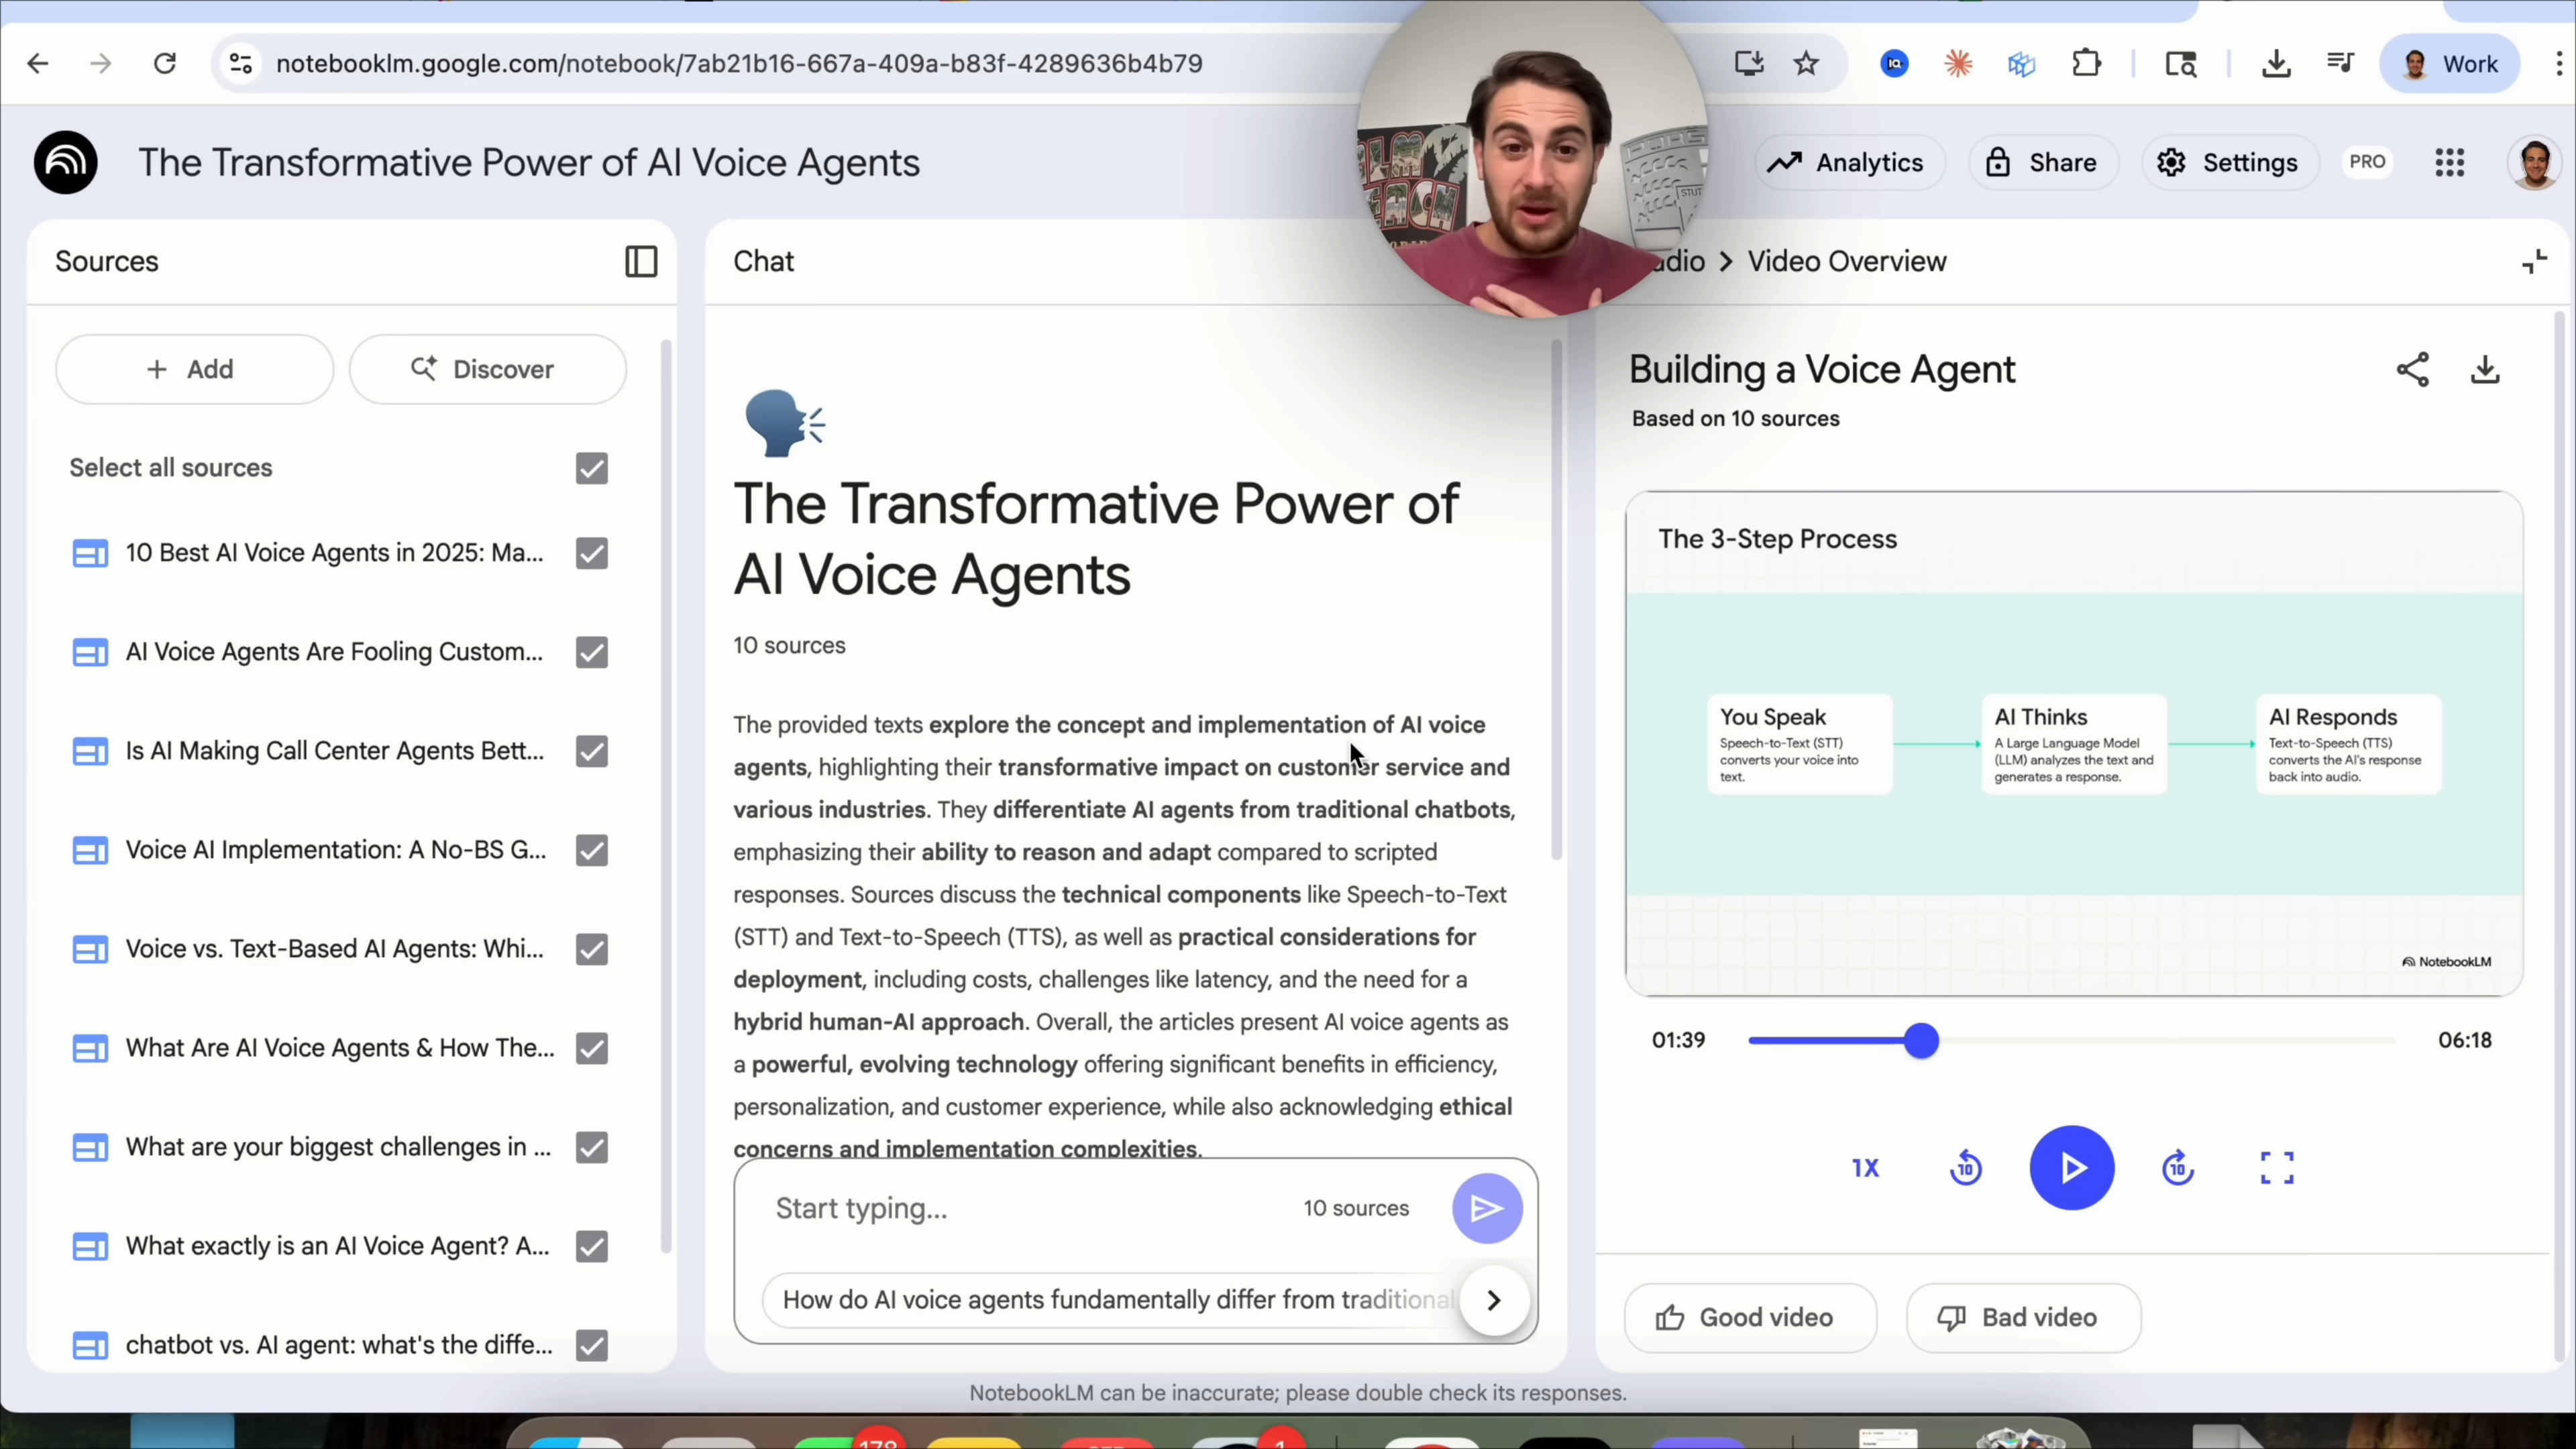 notebooklm.google.com/notebook/7ab21b16-667a-409a-b83f-4289636b4b79
Work
The Transformative Power of AI Voice Agents
Analytics
Share
Settings
PRO
Sources
Chat
Video Overview
Add
Discover
Select all sources
10 Best AI Voice Agents in 2025: Ma...
AI Voice Agents Are Fooling Custom...
Is AI Making Call Center Agents Bett...
Voice AI Implementation: A No-BS G...
Voice vs. Text-Based AI Agents: Whi...
What Are AI Voice Agents & How The...
What are your biggest challenges in ...
What exactly is an AI Voice Agent? A...
chatbot vs. AI agent: what's the diffe...
The Transformative Power of
AI Voice Agents
10 sources
The provided texts explore the concept and implementation of AI voice
agents, highlighting their transformative impact on customer service and
various industries. They differentiate AI agents from traditional chatbots,
emphasizing their ability to reason and adapt compared to scripted
responses. Sources discuss the technical components like Speech-to-Text
(STT) and Text-to-Speech (TTS), as well as practical considerations for
deployment, including costs, challenges like latency, and the need for a
hybrid human-AI approach. Overall, the articles present AI voice agents as
a powerful, evolving technology offering significant benefits in efficiency,
personalization, and customer experience, while also acknowledging ethical
concerns and implementation complexities.
Start typing...
10 sources
How do AI voice agents fundamentally differ from traditional
Building a Voice Agent
Based on 10 sources
The 3-Step Process
You Speak
Speech-to-Text (STT)
converts your voice into
text.
AI Thinks
A Large Language Model
(LLM) analyzes the text and
generates a response.
AI Responds
Text-to-Speech (TTS)
converts the AI's response
back into audio.
NotebookLM
01:39
06:18
1X
10
10
Good video
Bad video
NotebookLM can be inaccurate; please double check its responses.
178
1